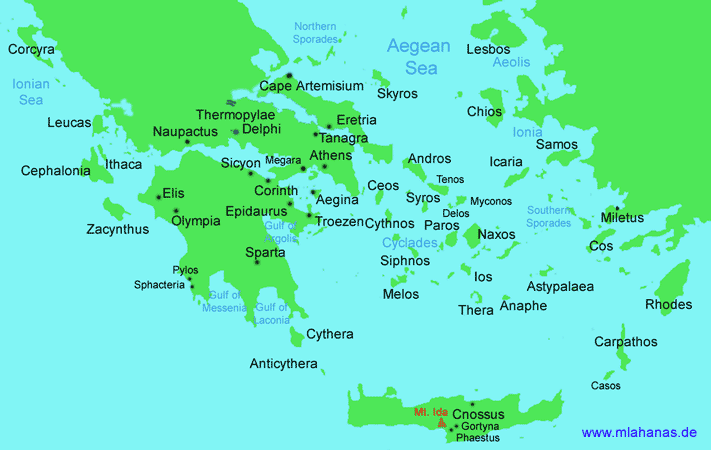 Northern
Sporades
Aegean
Sea
Corcyra
Lesbos
Aeolis
Ionian
Sea
Cape Artemisium
Skyros
Thermopylae
Chios
Leucas
Eretria
Naupactus
Delphi
Tanagra
Ionia
Samos
Ithaca
Sicyon
Megara
Athens
Andros
Icaria
Cephalonia
Tenos
Elis
Corinth
Ceos
Aegina
Syros
Myconos
Zacynthus
Olympia
Epidaurus
Delos
Southern
Sporades
Miletus
Gulf of
Argolis
Troezen
Cythnos
Paros
Naxos
Cyclades
Cos
Sparta
Siphnos
Pylos
Sphacteria
Ios
Astypalaea
Gulf of
Messenia
Gulf of
Laconia
Melos
Thera
Anaphe
Rhodes
Cythera
Carpathos
Anticythera
Casos
Mt. Ida
Cnossus
Gortyna
Phaestus
www.mlahanas.de